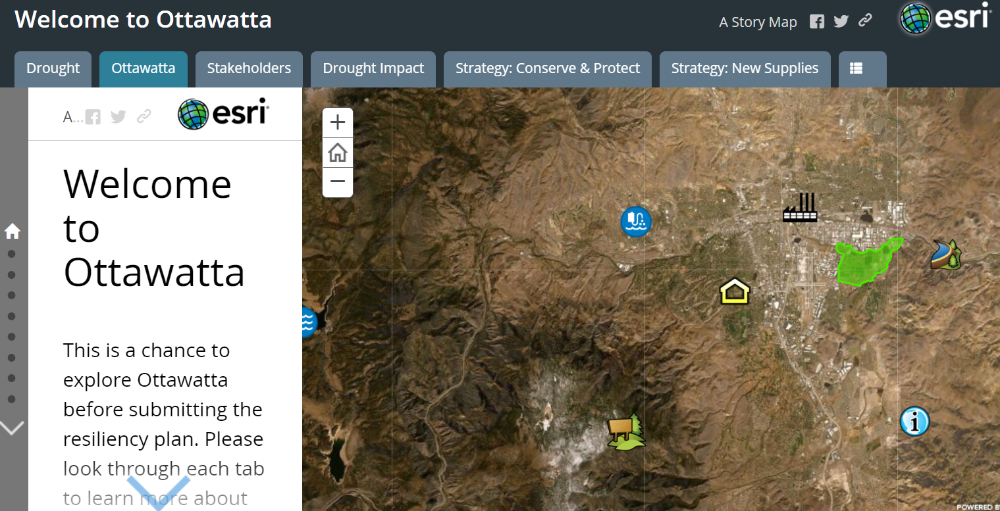 Welcome to Ottawatta
A Story Map
esri
Drought
Ottawatta
Stakeholders
Drought Impact
Strategy: Conserve & Protect
Strategy: New Supplies
A...
esri
Welcome
to
Ottawatta
This is a chance to
explore Ottawatta
before submitting the
resiliency plan. Please
look through each tab
to learn more about
POWERED B